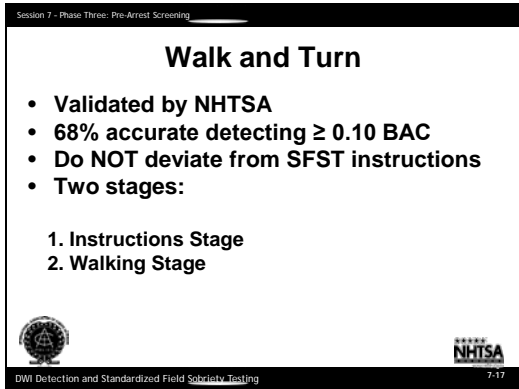 Session 7 - Phase Three: Pre-Arrest Screening
Walk and Turn
• Validated by NHTSA
• 68% accurate detecting ≥ 0.10 BAC
• Do NOT deviate from SFST instructions
• Two stages:
1. Instructions Stage
2. Walking Stage
NHTSA
DWI Detection and Standardized Field Sobriety Testing
7-17